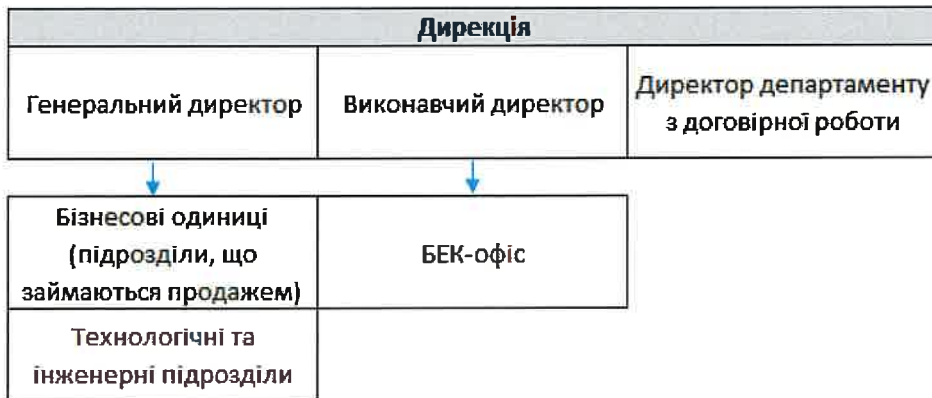 Дирекція
Генеральний директор
Виконавчий директор
Директор департаменту
з договірної роботи
Бізнесові одиниці
(підрозділи, що
займаються продажем)
БЕК-офіс
Технологічні та
інженерні підрозділи